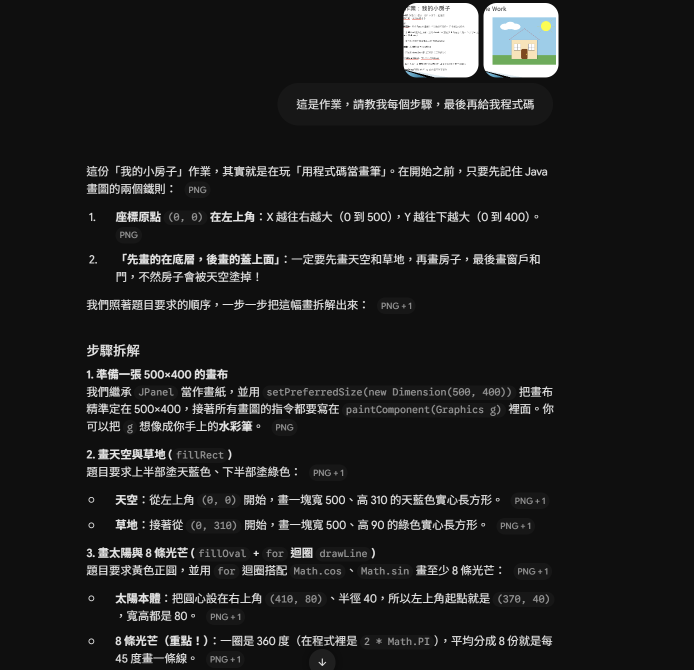 作業：我的小房子
e Work
這是作業，請教我每個步驟，最後再給我程式碼
這份「我的小房子」作業，其實就是在玩「用程式碼當畫筆」。在開始之前，只要先記住 Java
畫圖的兩個鐵則： PNG
1. 座標原點 (0, 0) 在左上角：X 越往右越大（0 到 500），Y 越往下越大（0 到 400）。
PNG
2. 「先畫的在底層，後畫的蓋上面」：一定要先畫天空和草地，再畫房子，最後畫窗戶和
門，不然房子會被天空塗掉！
我們照著題目要求的順序，一步一步把這幅畫拆解出來： PNG + 1
步驟拆解
1. 準備一張 500×400 的畫布
我們繼承 JPanel 當作畫紙，並用 setPreferredSize(new Dimension(500, 400)) 把畫布
精準定在 500×400，接著所有畫圖的指令都要寫在 paintComponent(Graphics g) 裡面。你
可以把 g 想像成你手上的水彩筆。 PNG
2. 畫天空與草地 ( fillRect )
題目要求上半部塗天藍色、下半部塗綠色： PNG + 1
○ 天空：從左上角 (0, 0) 開始，畫一塊寬 500、高 310 的天藍色實心長方形。 PNG + 1
○ 草地：接著從 (0, 310) 開始，畫一塊寬 500、高 90 的綠色實心長方形。 PNG + 1
3. 畫太陽與 8 條光芒 ( fillOval + for 迴圈 drawLine )
題目要求黃色正圓，並用 for 迴圈搭配 Math.cos 、 Math.sin 畫至少 8 條光芒： PNG + 1
○ 太陽本體：把圓心設在右上角 (410, 80) 、半徑 40，所以左上角起點就是 (370, 40)
，寬高都是 80。 PNG + 1
○ 8 條光芒（重點！）：一圈是 360 度（在程式裡是 2 * Math.PI ），平均分成 8 份就是每
45 度畫一條線。 PNG + 1